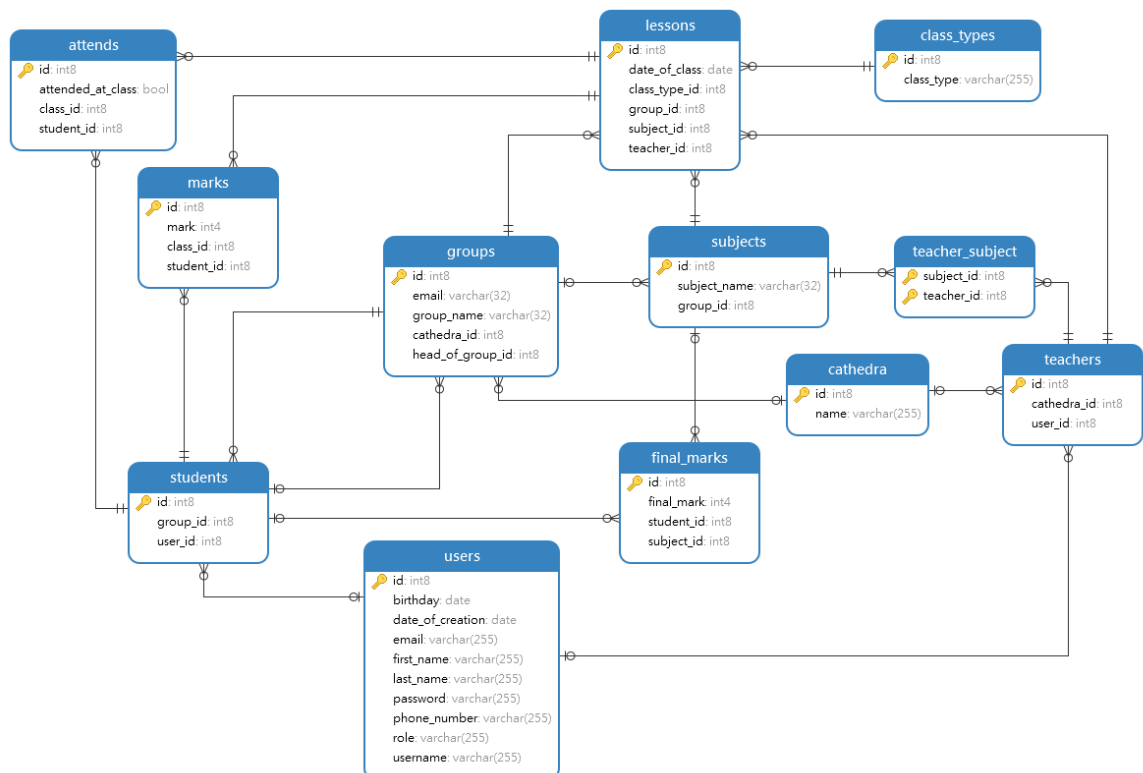 attends
id: int8
attended_at_class: bool
class_id: int8
student_id: int8
lessons
id: int8
date_of_class: date
class_type_id: int8
group_id: int8
subject_id: int8
teacher_id: int8
class_types
id: int8
class_type: varchar(255)
marks
id: int8
mark: int4
class_id: int8
student_id: int8
groups
id: int8
email: varchar(32)
group_name: varchar(32)
cathedra_id: int8
head_of_group_id: int8
subjects
id: int8
subject_name: varchar(32)
group_id: int8
teacher_subject
subject_id: int8
teacher_id: int8
cathedra
id: int8
name: varchar(255)
teachers
id: int8
cathedra_id: int8
user_id: int8
students
id: int8
group_id: int8
user_id: int8
final_marks
id: int8
final_mark: int4
student_id: int8
subject_id: int8
users
id: int8
birthday: date
date_of_creation: date
email: varchar(255)
first_name: varchar(255)
last_name: varchar(255)
password: varchar(255)
phone_number: varchar(255)
role: varchar(255)
username: varchar(255)